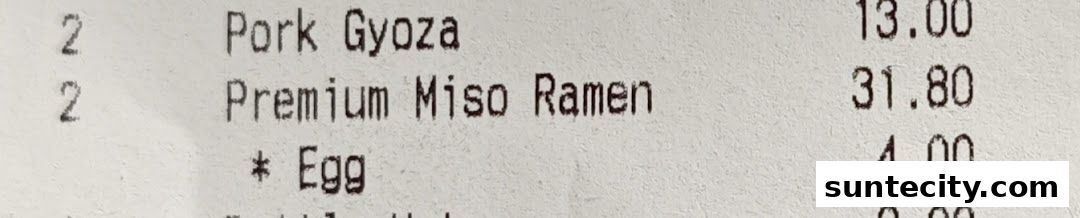 2 Pork Gyoza 13.00
2 Premium Miso Ramen 31.80
* Egg 4.00
suntecity.com